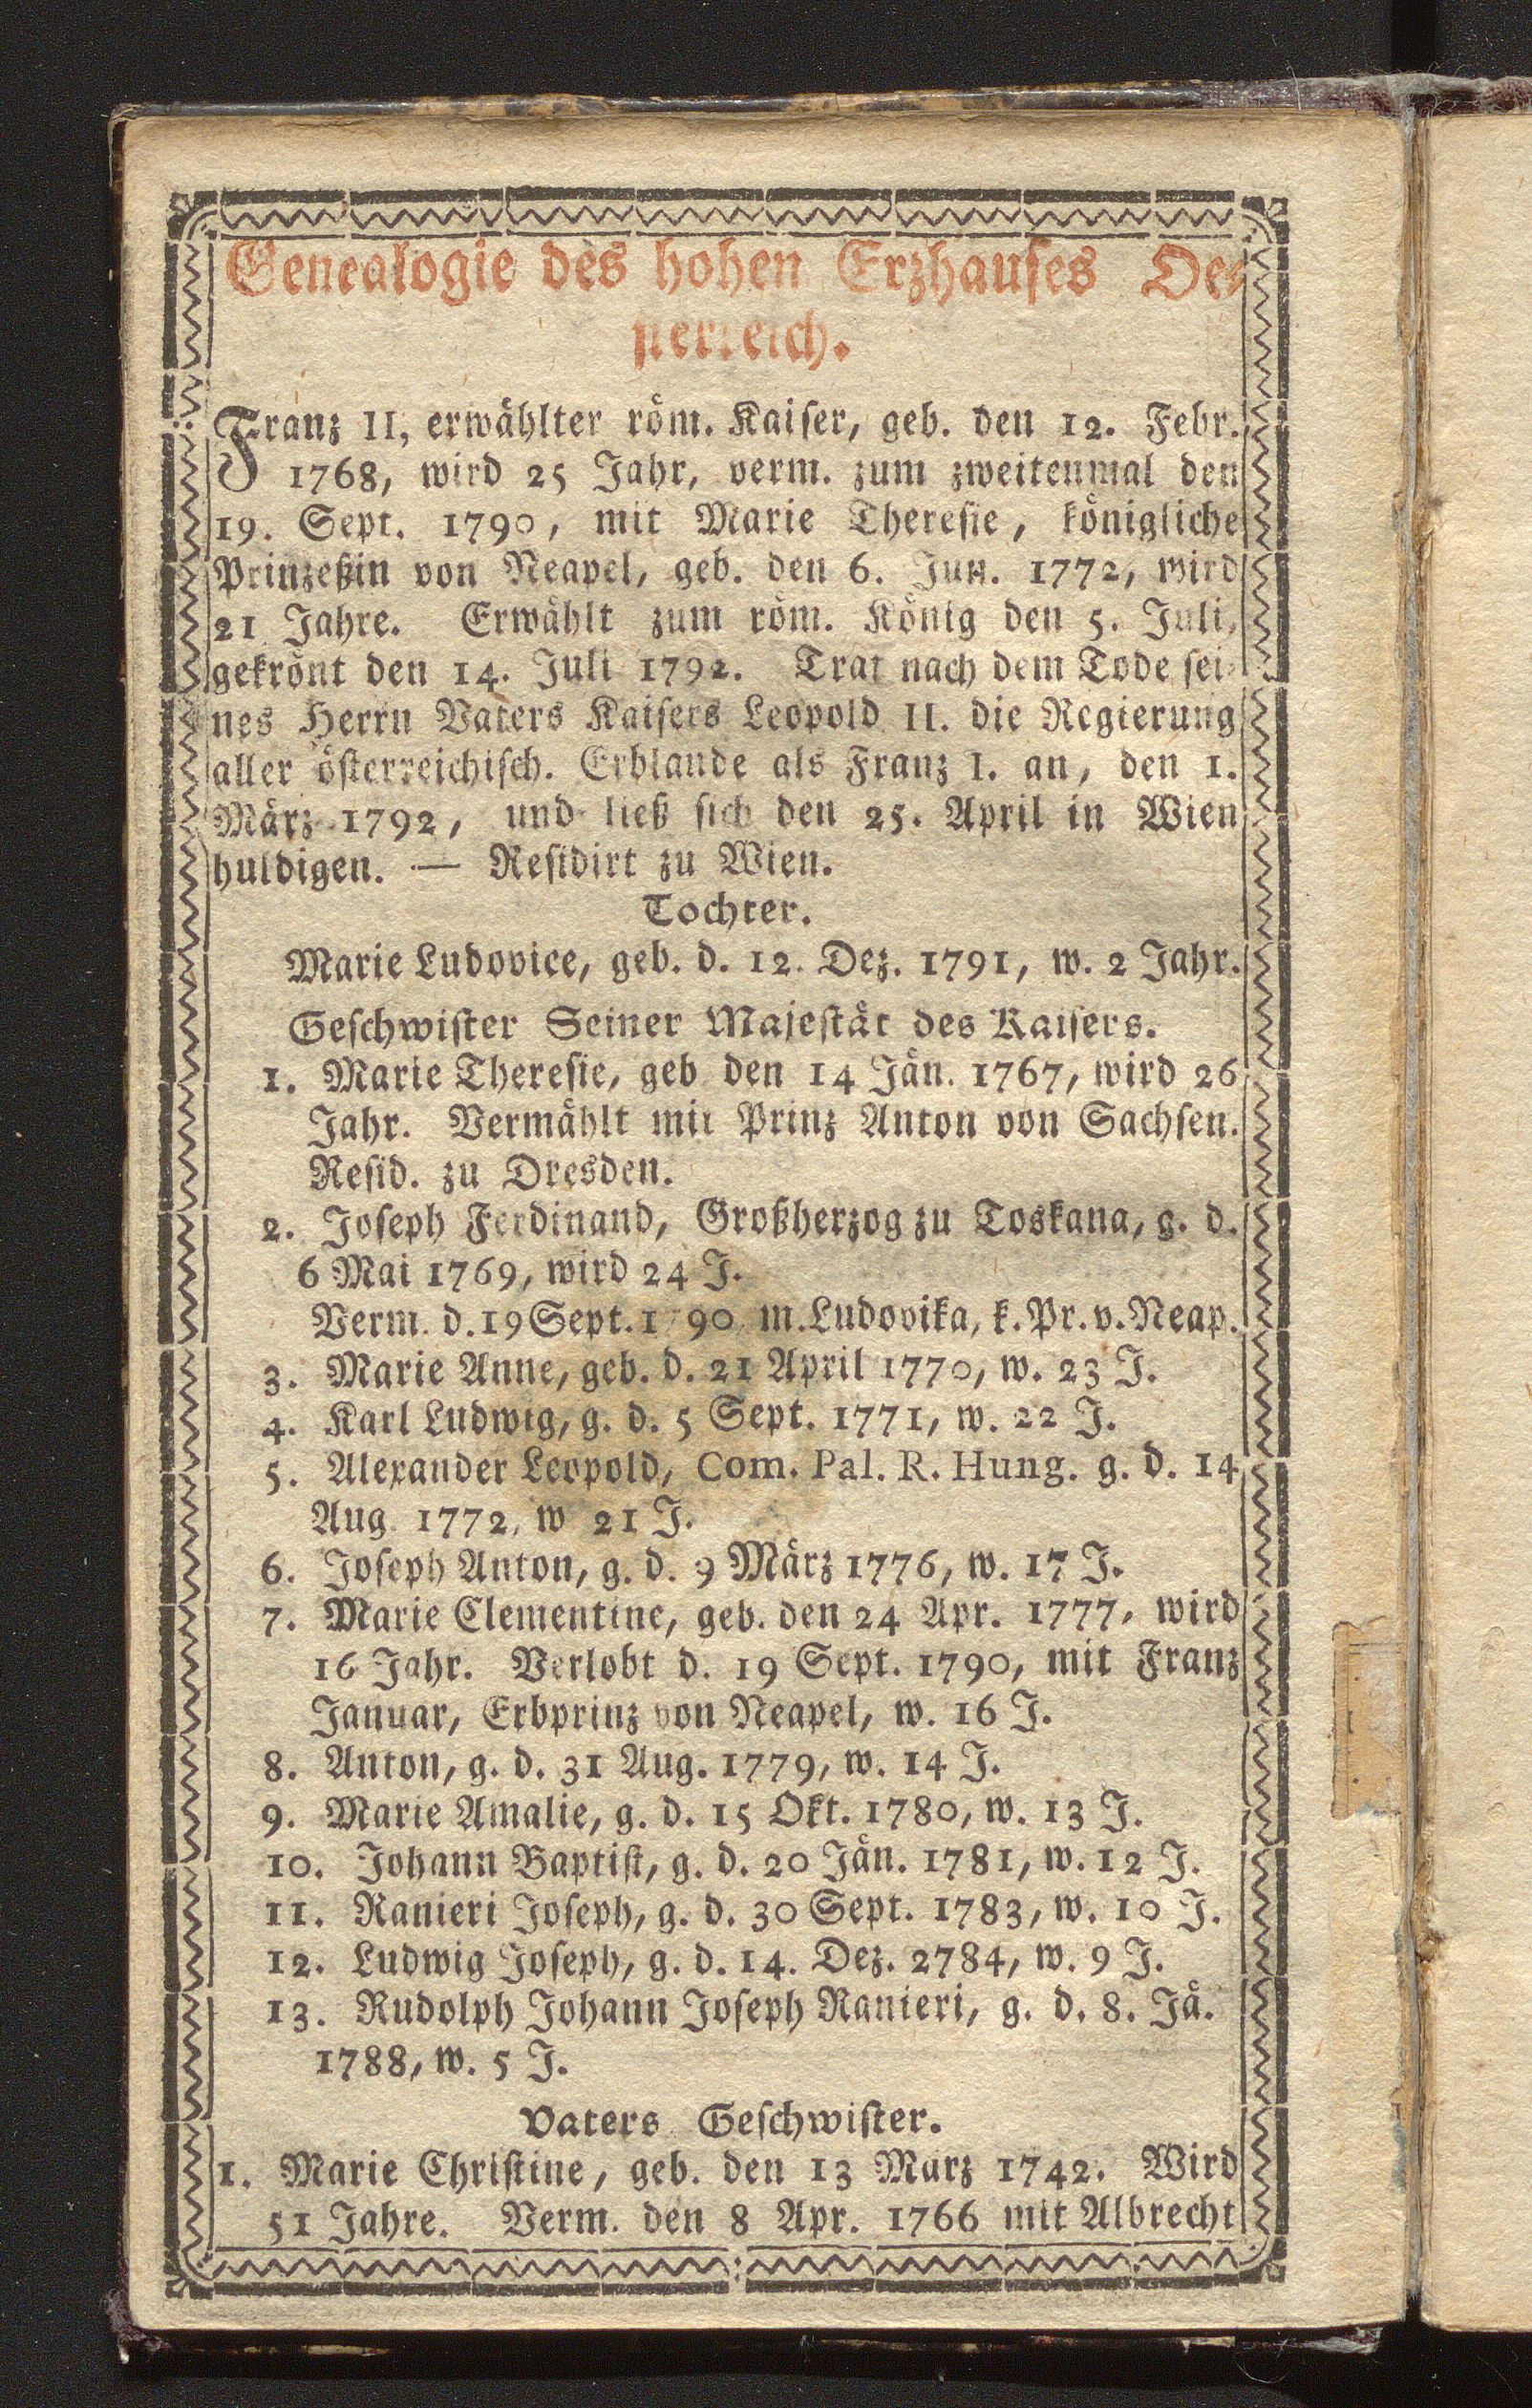 Genealogie des hohen Erzhauses Oe-
sterreich.
Franz II, erwählter röm. Kaiser, geb. den 12. Febr.
1768, wird 25 Jahr, verm. zum zweitenmal den
19. Sept. 1790, mit Marie Theresie, königliche
Prinzeßin von Neapel, geb. den 6. Jun. 1772, wird
21 Jahre. Erwählt zum röm. König den 5. Juli,
gekrönt den 14. Juli 1792. Trat nach dem Tode sei-
nes Herrn Vaters Kaisers Leopold II. die Regierung
aller österreichisch. Erblande als Franz I. an, den 1.
März 1792, und ließ sich den 25. April in Wien
huldigen. — Residirt zu Wien.
Tochter.
Marie Ludovice, geb. d. 12. Dez. 1791, w. 2 Jahr.
Geschwister Seiner Majestät des Kaisers.
1. Marie Theresie, geb den 14 Jän. 1767, wird 26
Jahr. Vermählt mit Prinz Anton von Sachsen.
Resid. zu Dresden.
2. Joseph Ferdinand, Großherzog zu Toskana, g. d.
6 Mai 1769, wird 24 J.
Verm. d. 19 Sept. 1790 m. Ludovika, k. Pr. v. Neap.
3. Marie Anne, geb. d. 21 April 1770, w. 23 J.
4. Karl Ludwig, g. d. 5 Sept. 1771, w. 22 J.
5. Alexander Leopold, Com. Pal. R. Hung. g. d. 14
Aug. 1772, w 21 J.
6. Joseph Anton, g. d. 9 März 1776, w. 17 J.
7. Marie Clementine, geb. den 24 Apr. 1777, wird
16 Jahr. Verlobt d. 19 Sept. 1790, mit Franz
Januar, Erbprinz von Neapel, w. 16 J.
8. Anton, g. d. 31 Aug. 1779, w. 14 J.
9. Marie Amalie, g. d. 15 Okt. 1780, w. 13 J.
10. Johann Baptist, g. d. 20 Jän. 1781, w. 12 J.
11. Ranieri Joseph, g. d. 30 Sept. 1783, w. 10 J.
12. Ludwig Joseph, g. d. 14. Dez. 2784, w. 9 J.
13. Rudolph Johann Joseph Ranieri, g. d. 8. Jä.
1788, w. 5 J.
Vaters Geschwister.
1. Marie Christine, geb. den 13 Marz 1742. Wird
51 Jahre. Verm. den 8 Apr. 1766 mit Albrecht